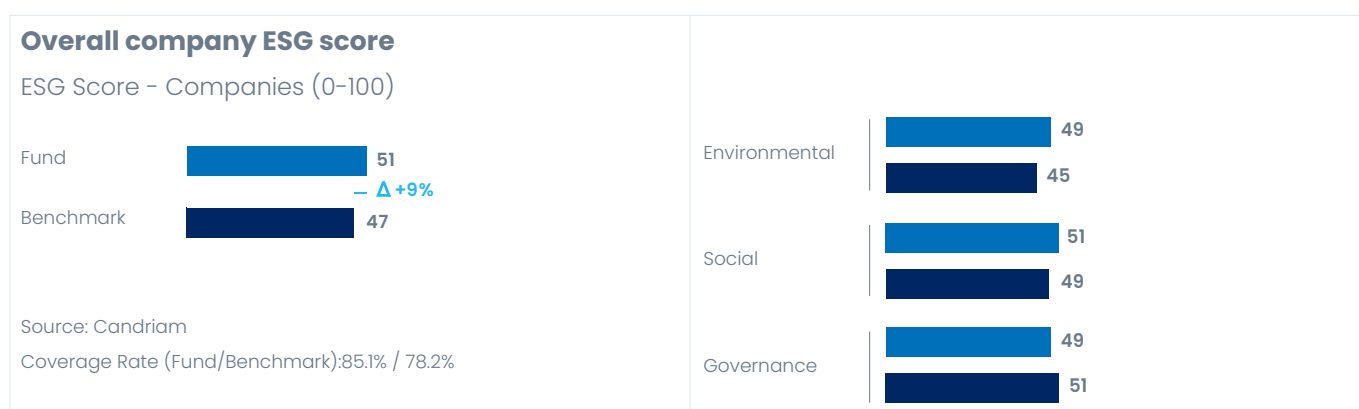 Overall company ESG score
ESG Score - Companies (0-100)
Fund
51
Δ +9%
Benchmark
47
Source: Candriam
Coverage Rate (Fund/Benchmark):85.1% / 78.2%
Environmental
49
45
Social
51
49
Governance
49
51